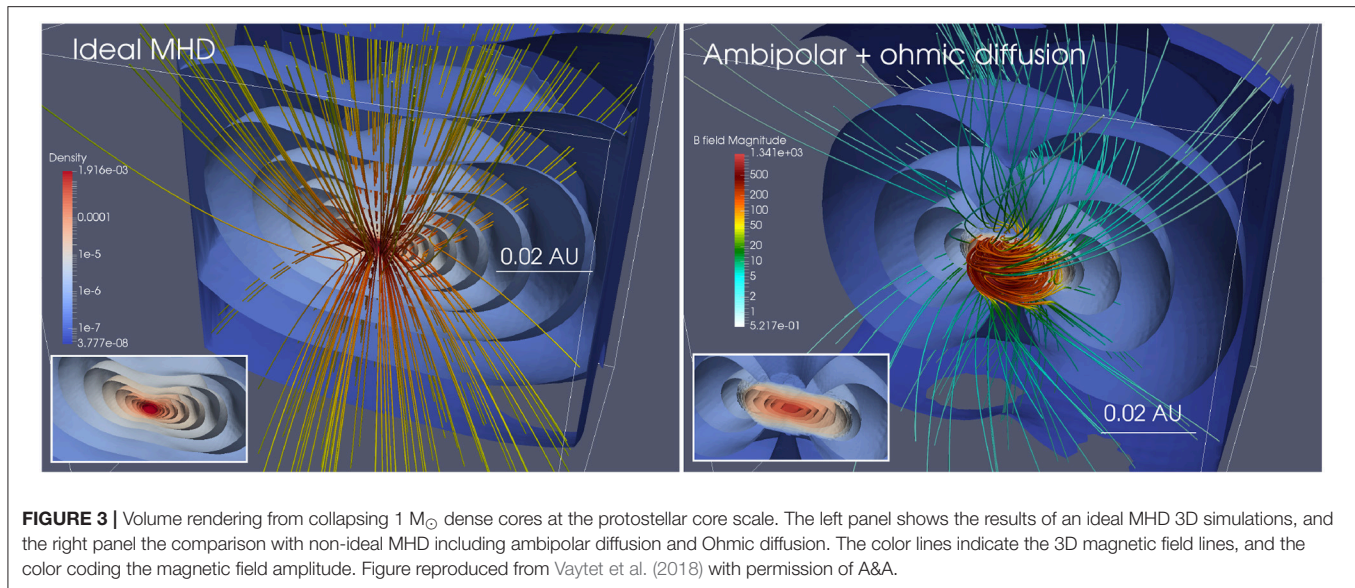 Ideal MHD
Density
1.916e-03
0.0001
1e-5
1e-6
1e-7
3.777e-08
0.02 AU
Ambipolar + ohmic diffusion
B field Magnitude
1.341e+03
500
200
100
50
20
10
5
2
1
5.217e-01
0.02 AU
FIGURE 3 | Volume rendering from collapsing 1 M⊙ dense cores at the protostellar core scale. The left panel shows the results of an ideal MHD 3D simulations, and
the right panel the comparison with non-ideal MHD including ambipolar diffusion and Ohmic diffusion. The color lines indicate the 3D magnetic field lines, and the
color coding the magnetic field amplitude. Figure reproduced from Vaytet et al. (2018) with permission of A&A.